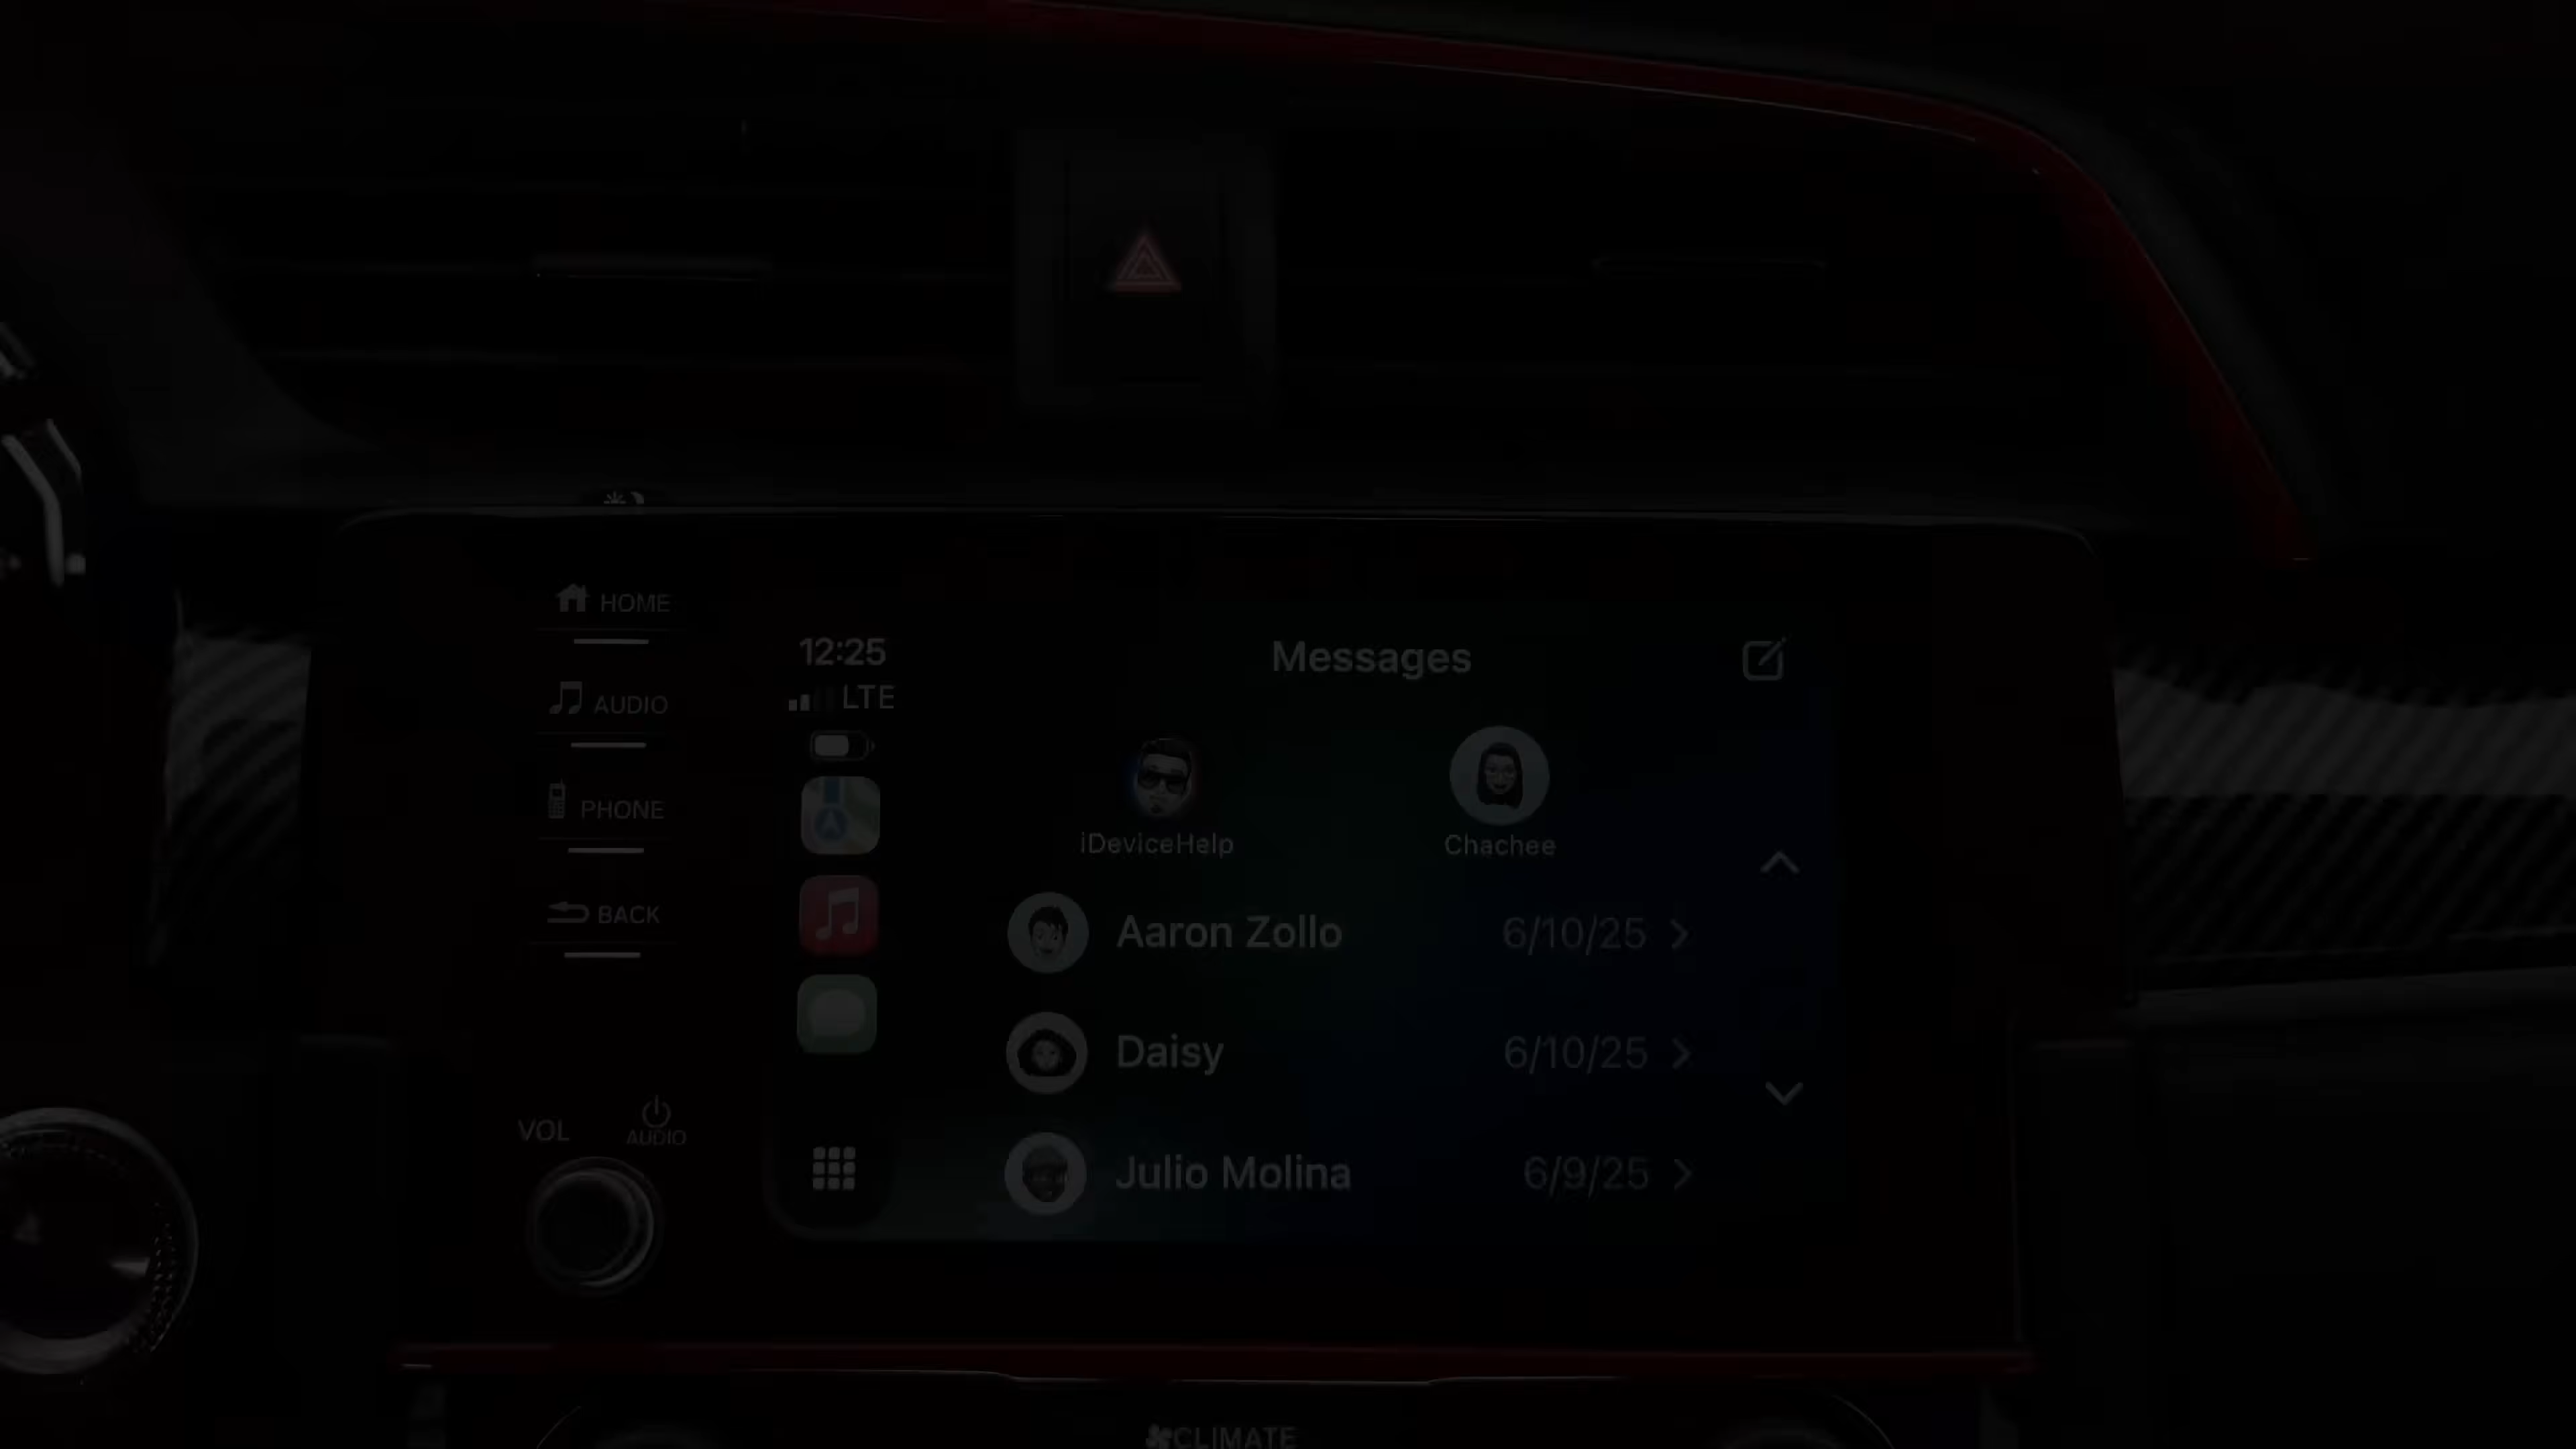 HOME
AUDIO
PHONE
BACK
VOL
AUDIO
12:25
LTE
Messages
iDeviceHelp
Chachee
Aaron Zollo 6/10/25
Daisy 6/10/25
Julio Molina 6/9/25
CLIMATE